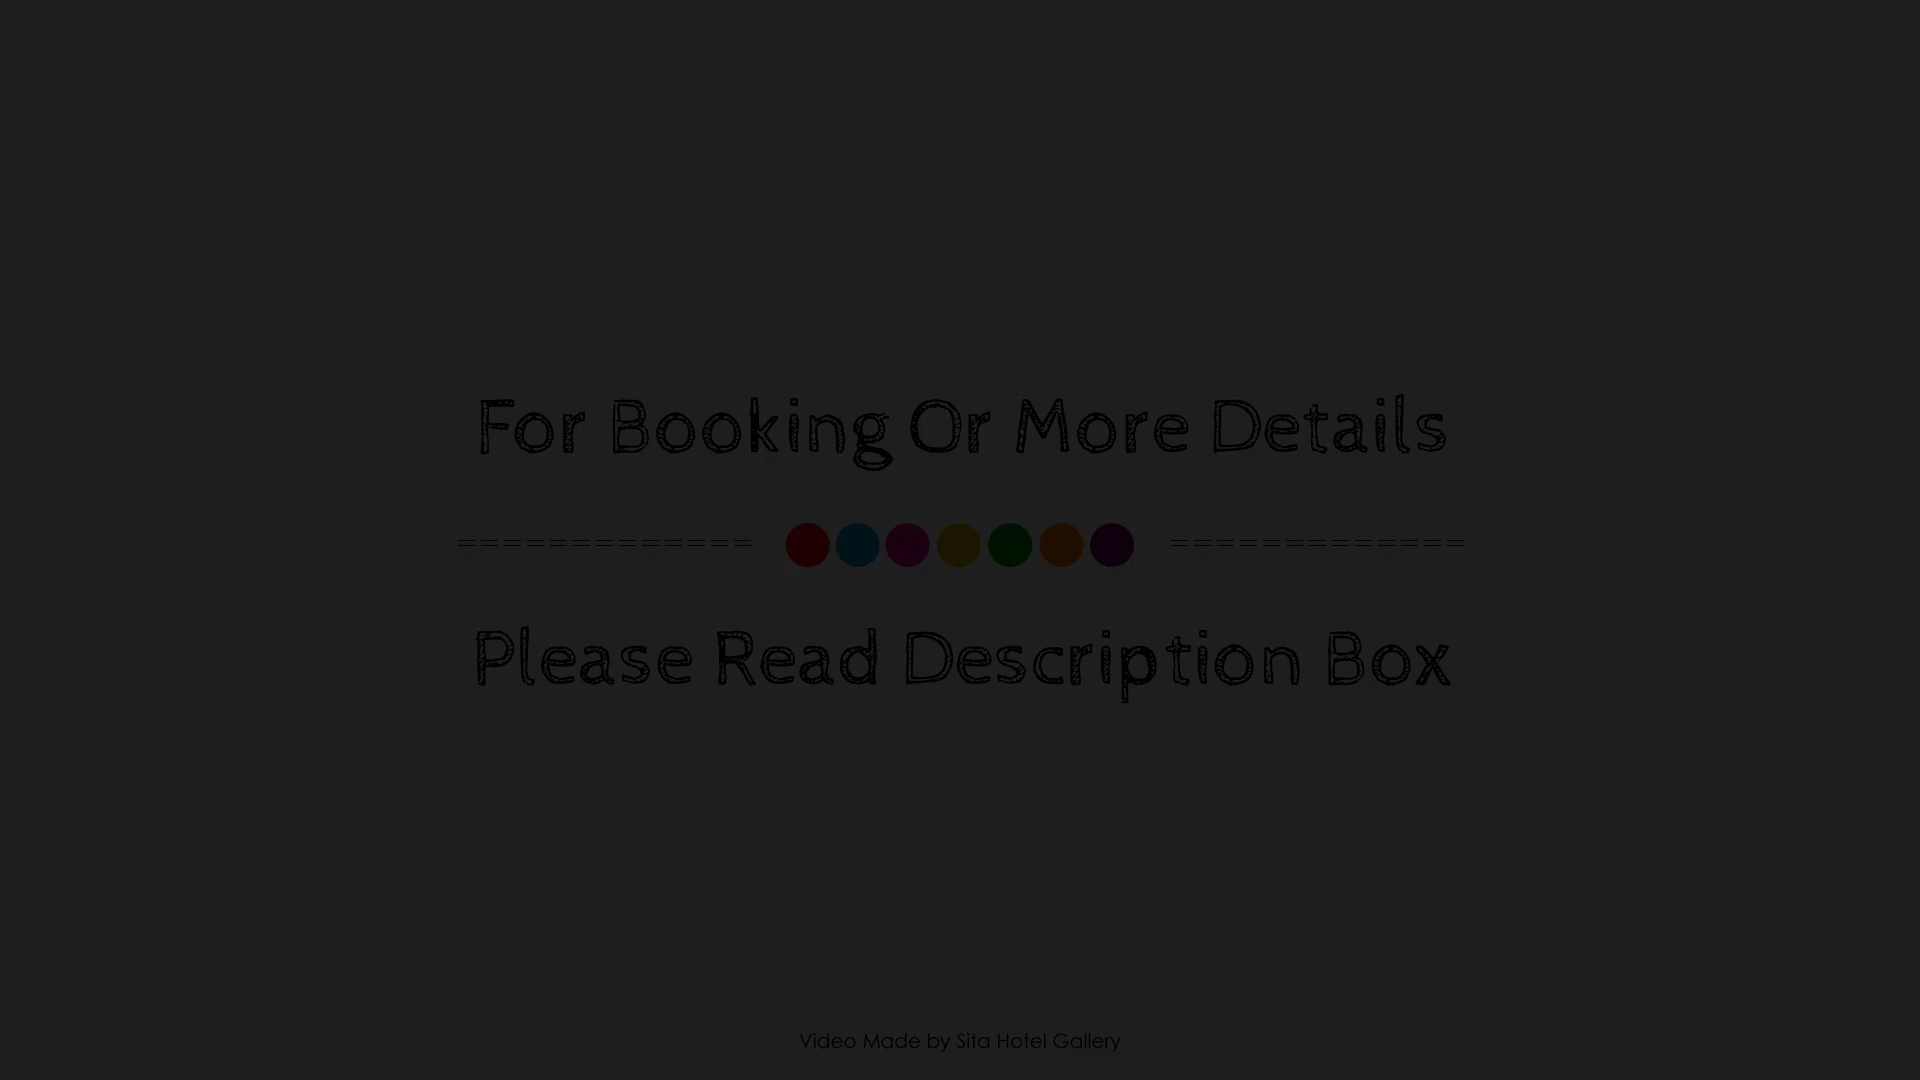 For Booking Or More Details
============= =============
Please Read Description Box
Video Made by Sita Hotel Gallery